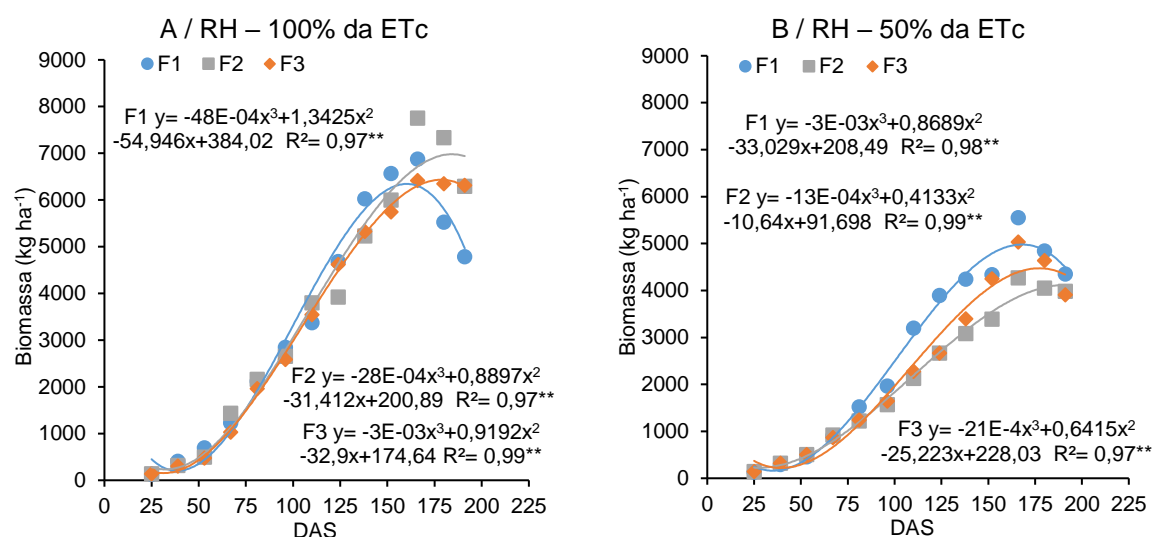 A / RH – 100% da ETc
9000
8000
7000
6000
5000
4000
3000
2000
1000
0
Biomassa (kg ha⁻¹)
F1 F2 F3
F1 y= -48E-04x³+1,3425x²
-54,946x+384,02 R²= 0,97**
F2 y= -28E-04x³+0,8897x²
-31,412x+200,89 R²= 0,97**
F3 y= -3E-03x³+0,9192x²
-32,9x+174,64 R²= 0,99**
0 25 50 75 100 125 150 175 200 225
DAS
B / RH – 50% da ETc
9000
8000
7000
6000
5000
4000
3000
2000
1000
0
Biomassa (kg ha⁻¹)
F1 F2 F3
F1 y= -3E-03x³+0,8689x²
-33,029x+208,49 R²= 0,98**
F2 y= -13E-04x³+0,4133x²
-10,64x+91,698 R²= 0,99**
F3 y= -21E-4x³+0,6415x²
-25,223x+228,03 R²= 0,97**
0 25 50 75 100 125 150 175 200 225
DAS